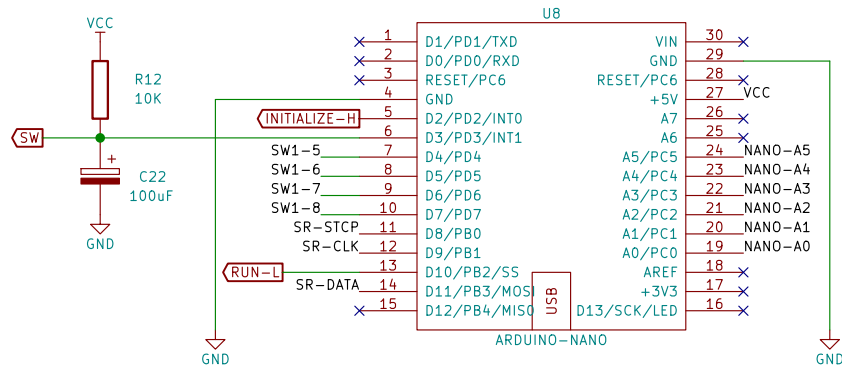 U8
VCC
R12
10K
SW
C22
100uF
+
GND
INITIALIZE-H
SW1-5
SW1-6
SW1-7
SW1-8
SR-STCP
SR-CLK
RUN-L
SR-DATA
GND
1 D1/PD1/TXD
2 D0/PD0/RXD
3 RESET/PC6
4 GND
5 D2/PD2/INT0
6 D3/PD3/INT1
7 D4/PD4
8 D5/PD5
9 D6/PD6
10 D7/PD7
11 D8/PB0
12 D9/PB1
13 D10/PB2/SS
14 D11/PB3/MOSI
15 D12/PB4/MISO
USB
VIN 30
GND 29
RESET/PC6 28
+5V 27 VCC
A7 26
A6 25
A5/PC5 24 NANO-A5
A4/PC4 23 NANO-A4
A3/PC3 22 NANO-A3
A2/PC2 21 NANO-A2
A1/PC1 20 NANO-A1
A0/PC0 19 NANO-A0
AREF 18
+3V3 17
D13/SCK/LED 16
ARDUINO-NANO
GND